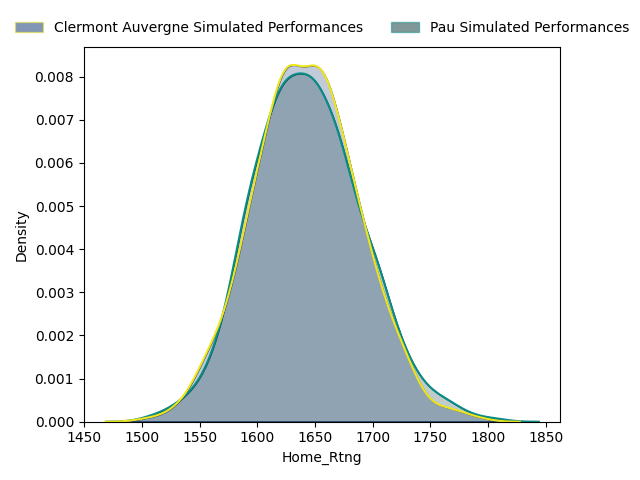 Clermont Auvergne Simulated Performances
Pau Simulated Performances
0.008
0.007
0.006
0.005
0.004
0.003
0.002
0.001
0.000
Density
1450 1500 1550 1600 1650 1700 1750 1800 1850
Home_Rtng